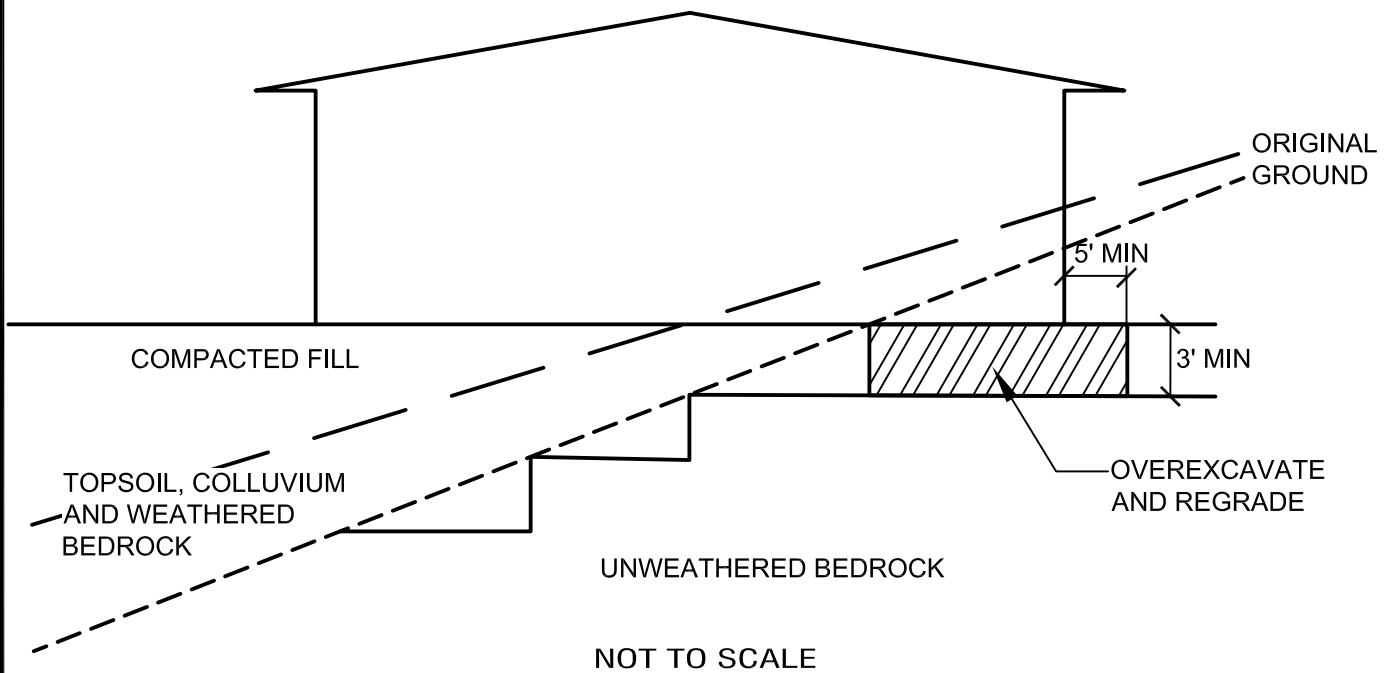 ORIGINAL
GROUND
5' MIN
COMPACTED FILL
3' MIN
TOPSOIL, COLLUVIUM
AND WEATHERED
BEDROCK
OVEREXCAVATE
AND REGRADE
UNWEATHERED BEDROCK
NOT TO SCALE